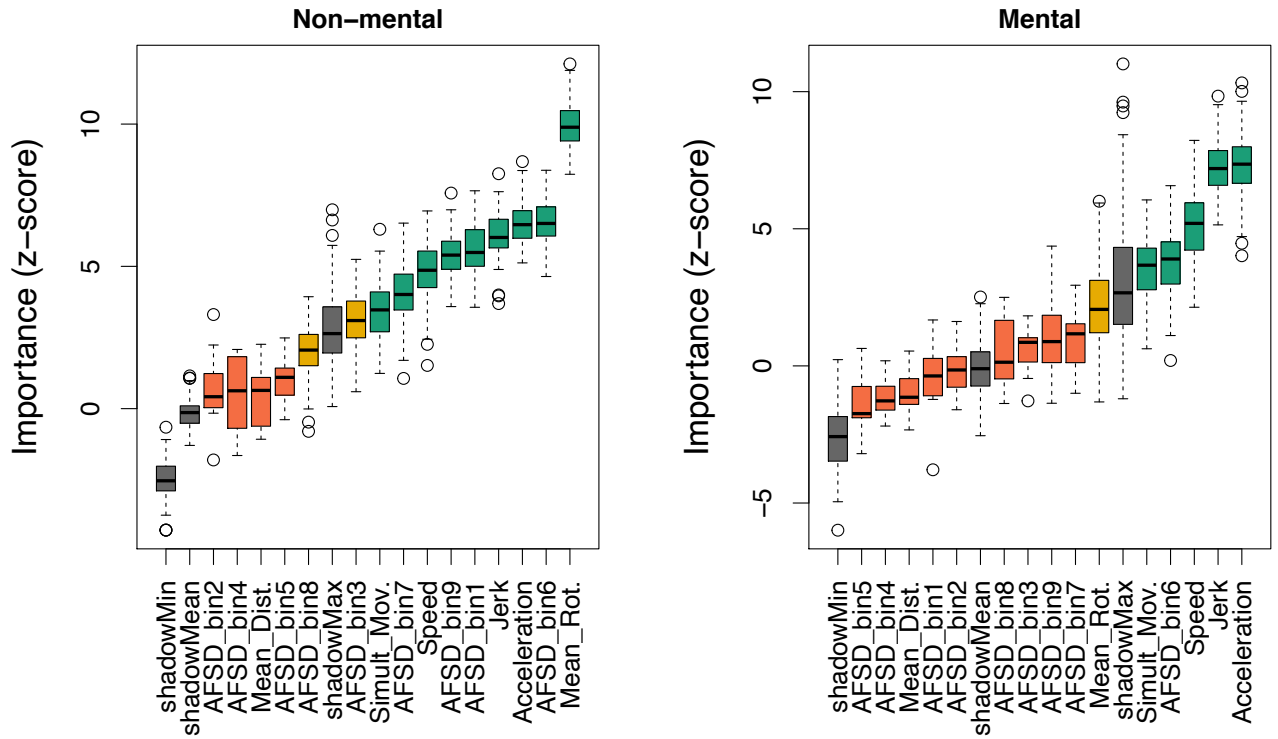 Non−mental
Importance (z−score)
10
5
0
shadowMin
shadowMean
AFSD_bin2
AFSD_bin4
Mean_Dist.
AFSD_bin5
AFSD_bin8
shadowMax
AFSD_bin3
Simult_Mov.
AFSD_bin7
Speed
AFSD_bin9
AFSD_bin1
Jerk
Acceleration
AFSD_bin6
Mean_Rot.
Mental
Importance (z−score)
10
5
0
−5
shadowMin
AFSD_bin5
AFSD_bin4
Mean_Dist.
AFSD_bin1
AFSD_bin2
shadowMean
AFSD_bin8
AFSD_bin3
AFSD_bin9
AFSD_bin7
Mean_Rot.
shadowMax
Simult_Mov.
AFSD_bin6
Speed
Jerk
Acceleration